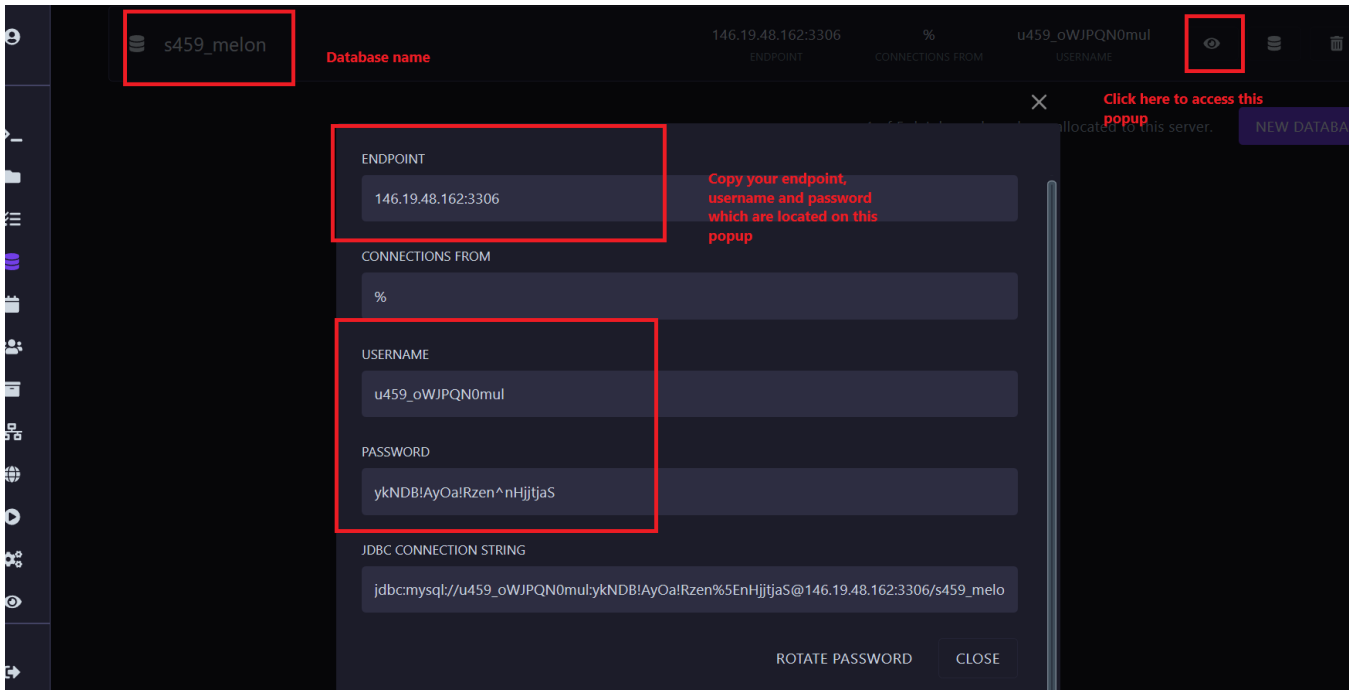 s459_melon
Database name
146.19.48.162:3306
ENDPOINT
%
CONNECTIONS FROM
u459_oWJPQN0mul
USERNAME
Click here to access this
popup
allocated to this server.
NEW DATABA
ENDPOINT
146.19.48.162:3306
Copy your endpoint,
username and password
which are located on this
popup
CONNECTIONS FROM
%
USERNAME
u459_oWJPQN0mul
PASSWORD
ykNDB!AyOa!Rzen^nHjjtjaS
JDBC CONNECTION STRING
jdbc:mysql://u459_oWJPQN0mul:ykNDB!AyOa!Rzen%5EnHjjtjaS@146.19.48.162:3306/s459_melo
ROTATE PASSWORD
CLOSE